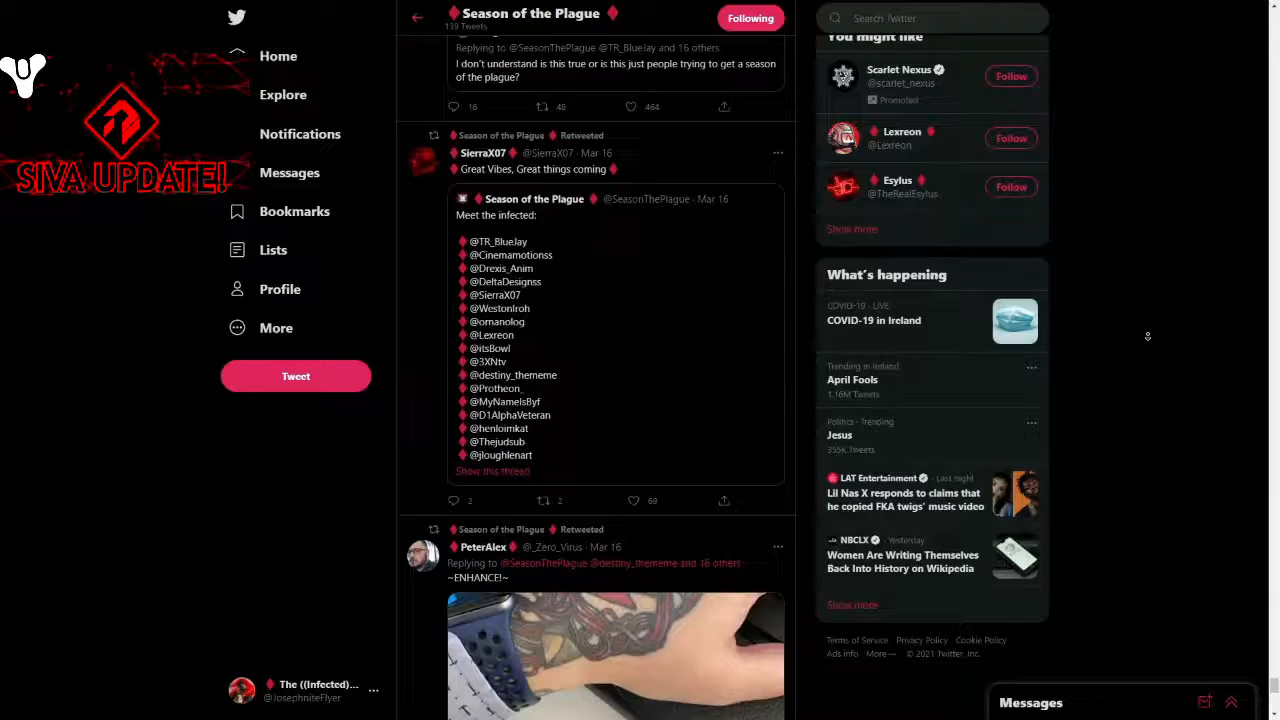 SIVA UPDATE!
Home
Explore
Notifications
Messages
Bookmarks
Lists
Profile
More
Tweet
The ((Infected)...
@JosephniteFlyer
Season of the Plague
139 Tweets
Following
Replying to @SeasonThePlague @TR_BlueJay and 16 others
I don't understand is this true or is this just people trying to get a season
of the plague?
16 48 464
Season of the Plague Retweeted
SierraX07 @SierraX07 · Mar 16
Great Vibes, Great things coming
Season of the Plague @SeasonThePlague · Mar 16
Meet the infected:
@TR_BlueJay
@Cinemamotionss
@Drexis_Anim
@DeltaDesignss
@SierraX07
@WestonIroh
@ornanolog
@Lexreon
@itsBowl
@3XNtv
@destiny_thememe
@Protheon_
@MyNameIsByf
@D1AlphaVeteran
@henloimkat
@Thejudsub
@jloughlenart
Show this thread
2 2 69
Season of the Plague Retweeted
PeterAlex @_Zero_Virus · Mar 16
Replying to @SeasonThePlague @destiny_thememe and 16 others
~ENHANCE!~
Search Twitter
You might like
Scarlet Nexus
@scarlet_nexus
Promoted
Follow
Lexreon
@Lexreon
Follow
Esylus
@TheRealEsylus
Follow
Show more
What's happening
COVID-19 · LIVE
COVID-19 in Ireland
Trending in Ireland
April Fools
1.16M Tweets
Politics · Trending
Jesus
355K Tweets
LAT Entertainment · Last night
Lil Nas X responds to claims that
he copied FKA twigs' music video
NBCLX · Yesterday
Women Are Writing Themselves
Back Into History on Wikipedia
Show more
Terms of Service Privacy Policy Cookie Policy
Ads info More ··· © 2021 Twitter, Inc.
Messages